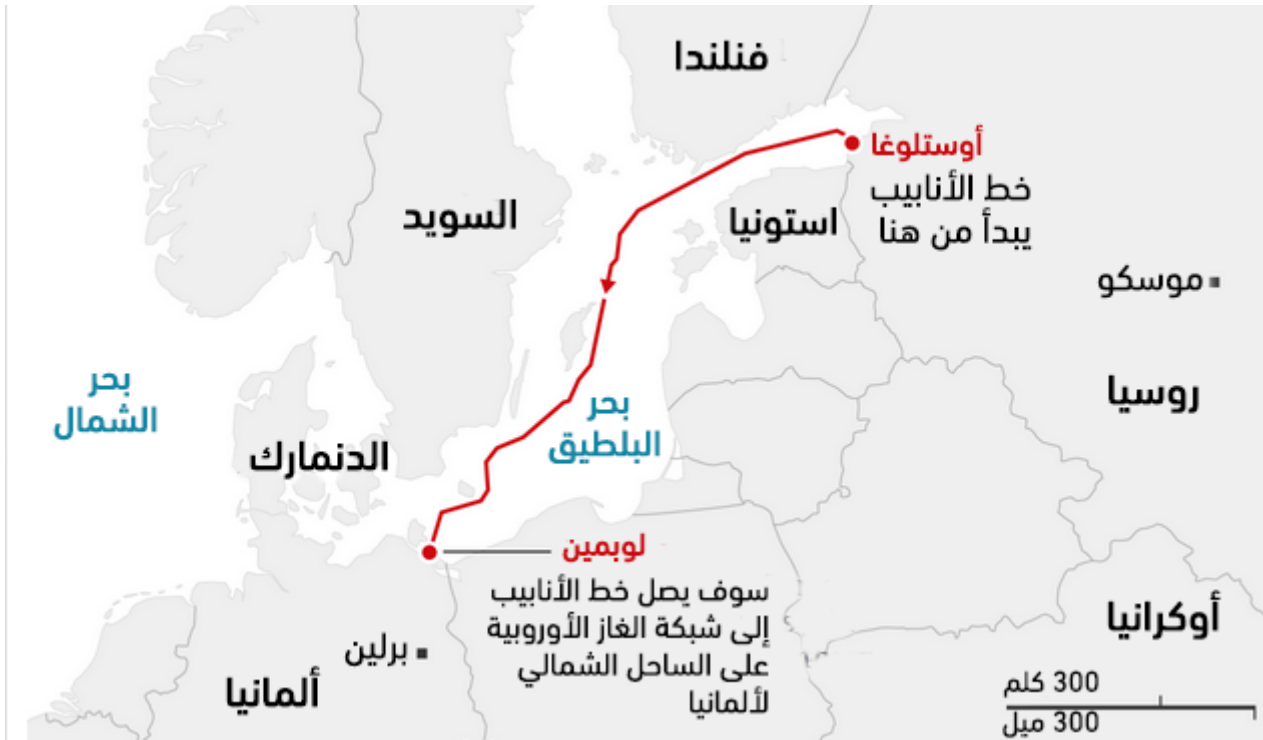 فنلندا
أوستلوغا
خط الأنابيب
يبدأ من هنا
السويد
استونيا
موسكو
بحر
الشمال
روسيا
بحر
البلطيق
الدنمارك
لوبمين
سوف يصل خط الأنابيب
إلى شبكة الغاز الأوروبية
على الساحل الشمالي
لألمانيا
أوكرانيا
برلين
ألمانيا
300 كلم
300 ميل